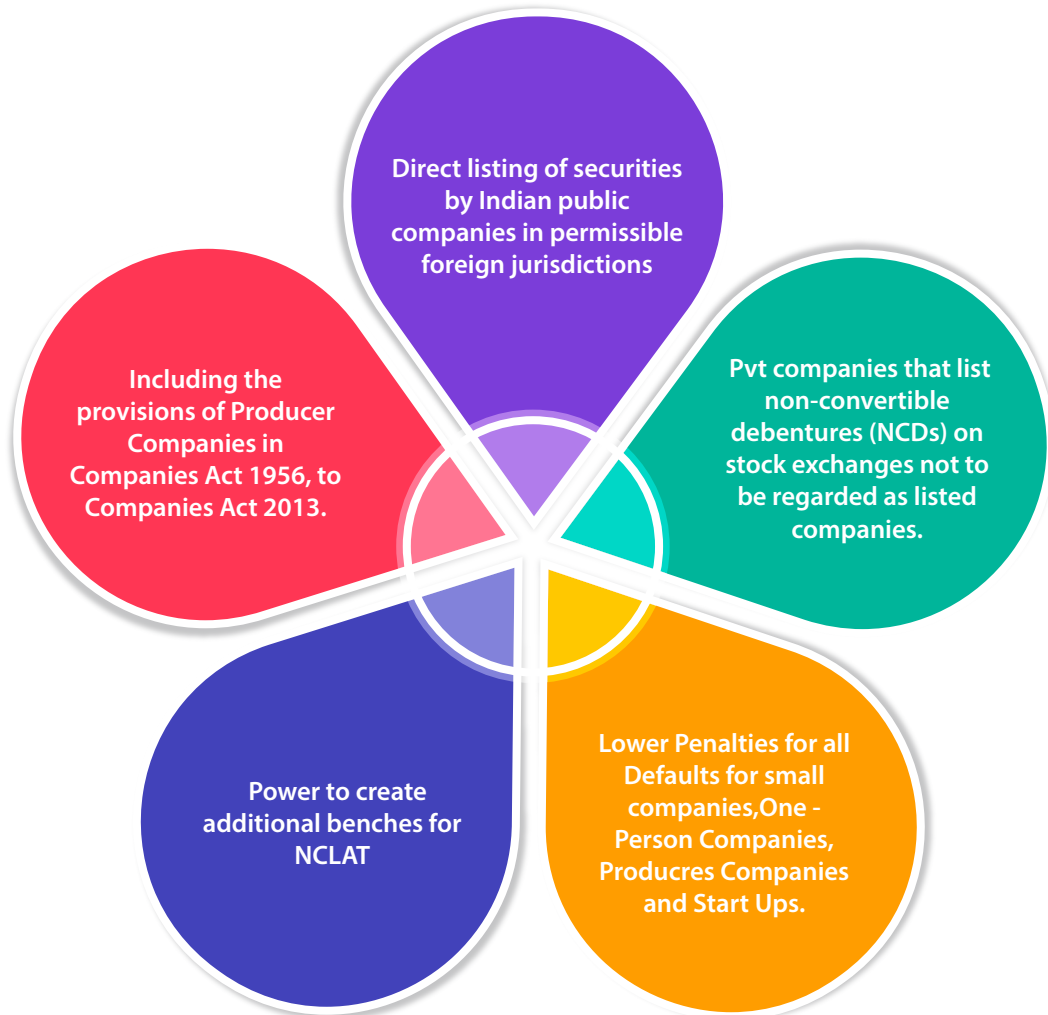 Direct listing of securities
by Indian public
companies in permissible
foreign jurisdictions
Pvt companies that list
non-convertible
debentures (NCDs) on
stock exchanges not to
be regarded as listed
companies.
Lower Penalties for all
Defaults for small
companies,One -
Person Companies,
Producres Companies
and Start Ups.
Power to create
additional benches for
NCLAT
Including the
provisions of Producer
Companies in
Companies Act 1956, to
Companies Act 2013.